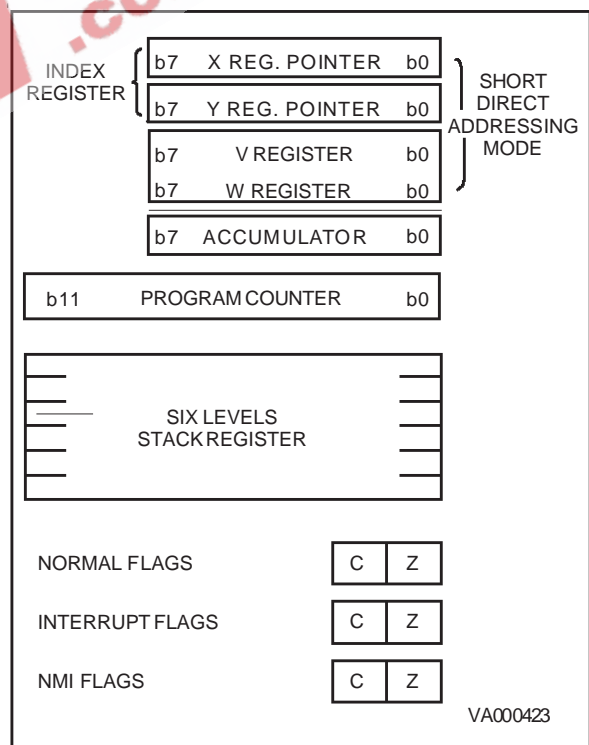 .co
INDEX
REGISTER
b7 X REG. POINTER b0
b7 Y REG. POINTER b0
b7 V REGISTER b0
b7 W REGISTER b0
b7 ACCUMULATOR b0
SHORT
DIRECT
ADDRESSING
MODE
b11 PROGRAM COUNTER b0
SIX LEVELS
STACK REGISTER
NORMAL FLAGS C Z
INTERRUPT FLAGS C Z
NMI FLAGS C Z
VA000423